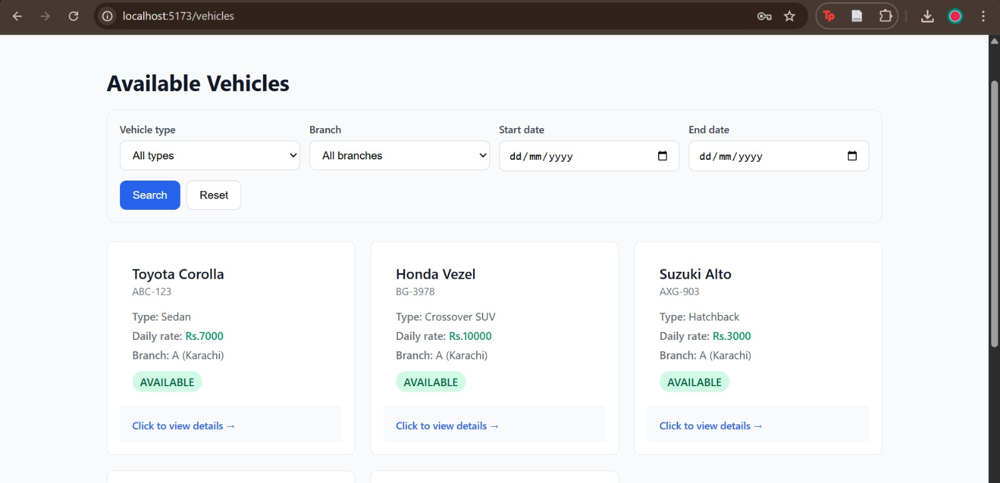 localhost:5173/vehicles
Tp
Available Vehicles
Vehicle type
Branch
Start date
End date
All types
All branches
dd/mm/yyyy
dd/mm/yyyy
Search
Reset
Toyota Corolla
ABC-123
Type: Sedan
Daily rate: Rs.7000
Branch: A (Karachi)
AVAILABLE
Click to view details →
Honda Vezel
BG-3978
Type: Crossover SUV
Daily rate: Rs.10000
Branch: A (Karachi)
AVAILABLE
Click to view details →
Suzuki Alto
AXG-903
Type: Hatchback
Daily rate: Rs.3000
Branch: A (Karachi)
AVAILABLE
Click to view details →